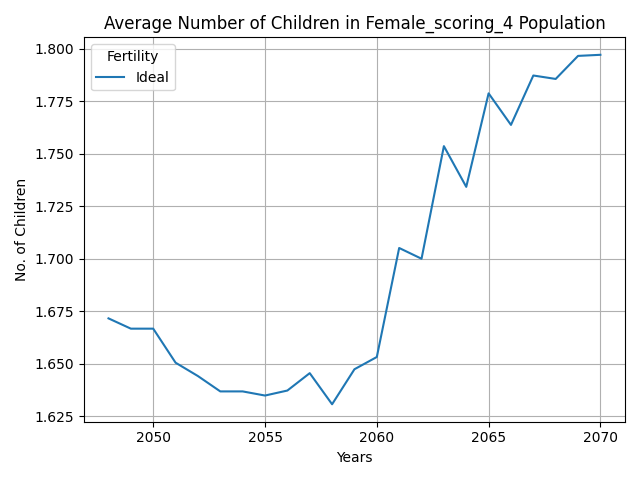 Average Number of Children in Female_scoring_4 Population
Fertility
Ideal
No. of Children
1.800
1.775
1.750
1.725
1.700
1.675
1.650
1.625
2050 2055 2060 2065 2070
Years